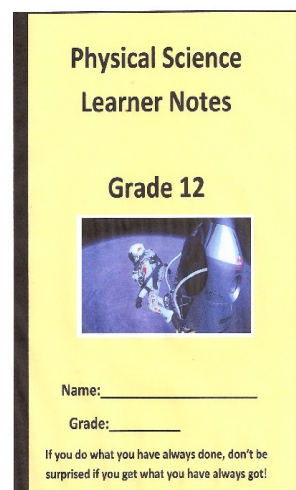 Physical Science
Learner Notes
Grade 12
Name:____________________
Grade:__________
If you do what you have always done, don't be
surprised if you get what you have always got!